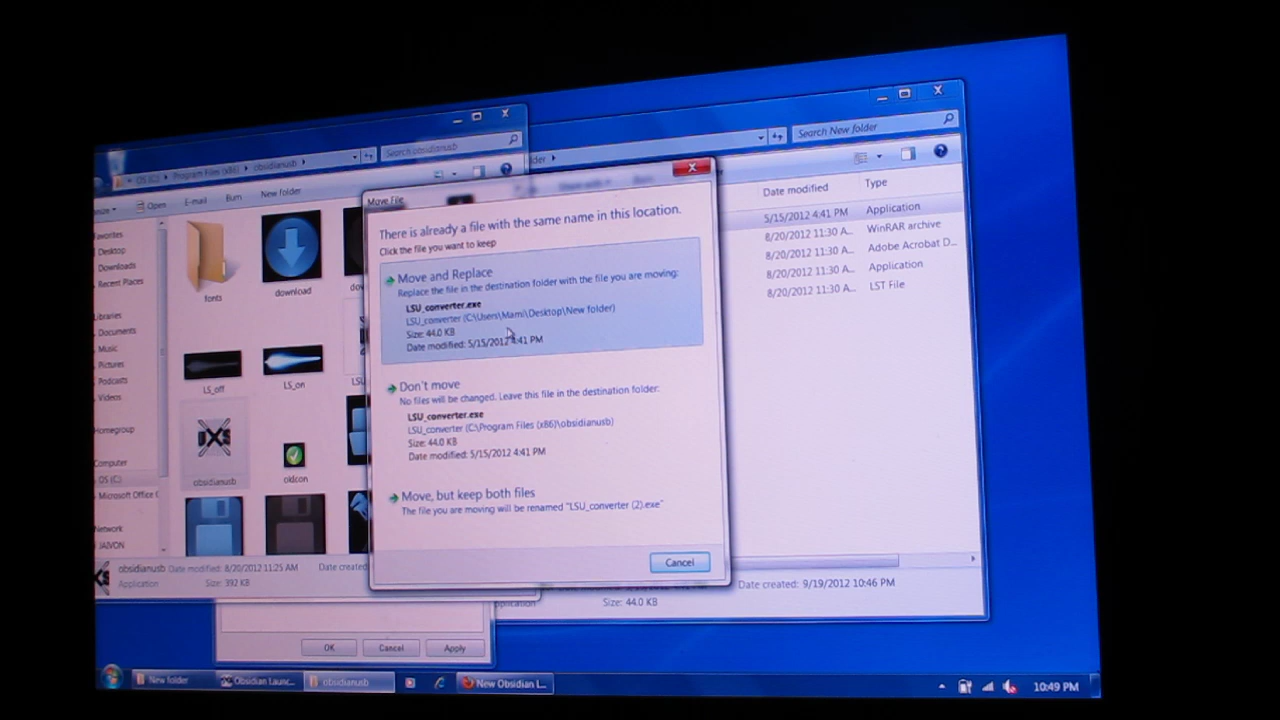 Search obsidianusb
Search New folder
OS (C:) Program Files (x86) obsidianusb
Open E-mail Burn New folder
Favorites
Desktop
Downloads
Recent Places
Libraries
Documents
Music
Pictures
Podcasts
Videos
Homegroup
Computer
OS (C:)
Microsoft Office C
Network
JAIVON
fonts
download
LS_off
LS_on
obsidianusb
okIcon
obsidianusb Date modified: 8/20/2012 11:25 AM Date created
Application Size: 392 KB
Move File
There is already a file with the same name in this location.
Click the file you want to keep
Move and Replace
Replace the file in the destination folder with the file you are moving:
LSU_converter.exe
LSU_converter (C:\Users\Mami\Desktop\New folder)
Size: 44.0 KB
Date modified: 5/15/2012 4:41 PM
Don't move
No files will be changed. Leave this file in the destination folder:
LSU_converter.exe
LSU_converter (C:\Program Files (x86)\obsidianusb)
Size: 44.0 KB
Date modified: 5/15/2012 4:41 PM
Move, but keep both files
The file you are moving will be renamed "LSU_converter (2).exe"
Cancel
Date modified Type
5/15/2012 4:41 PM Application
8/20/2012 11:30 A... WinRAR archive
8/20/2012 11:30 A... Adobe Acrobat D...
8/20/2012 11:30 A... Application
8/20/2012 11:30 A... LST File
Date created: 9/19/2012 10:46 PM
Size: 44.0 KB
OK Cancel Apply
New folder Obsidian Launc... obsidianusb New Obsidian L... 10:49 PM